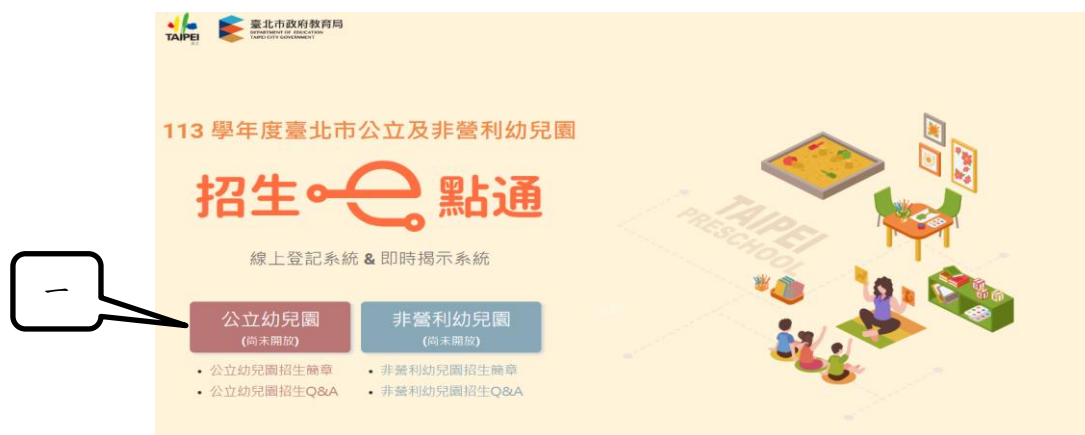 TAIPEI
臺北市政府教育局
DEPARTMENT OF EDUCATION
TAIPEI CITY GOVERNMENT
113 學年度臺北市公立及非營利幼兒園
招生e點通
線上登記系統 & 即時揭示系統
一
公立幼兒園
(尚未開放)
非營利幼兒園
(尚未開放)
• 公立幼兒園招生簡章
• 公立幼兒園招生Q&A
• 非營利幼兒園招生簡章
• 非營利幼兒園招生Q&A
TAIPEI
PRESCHOOL